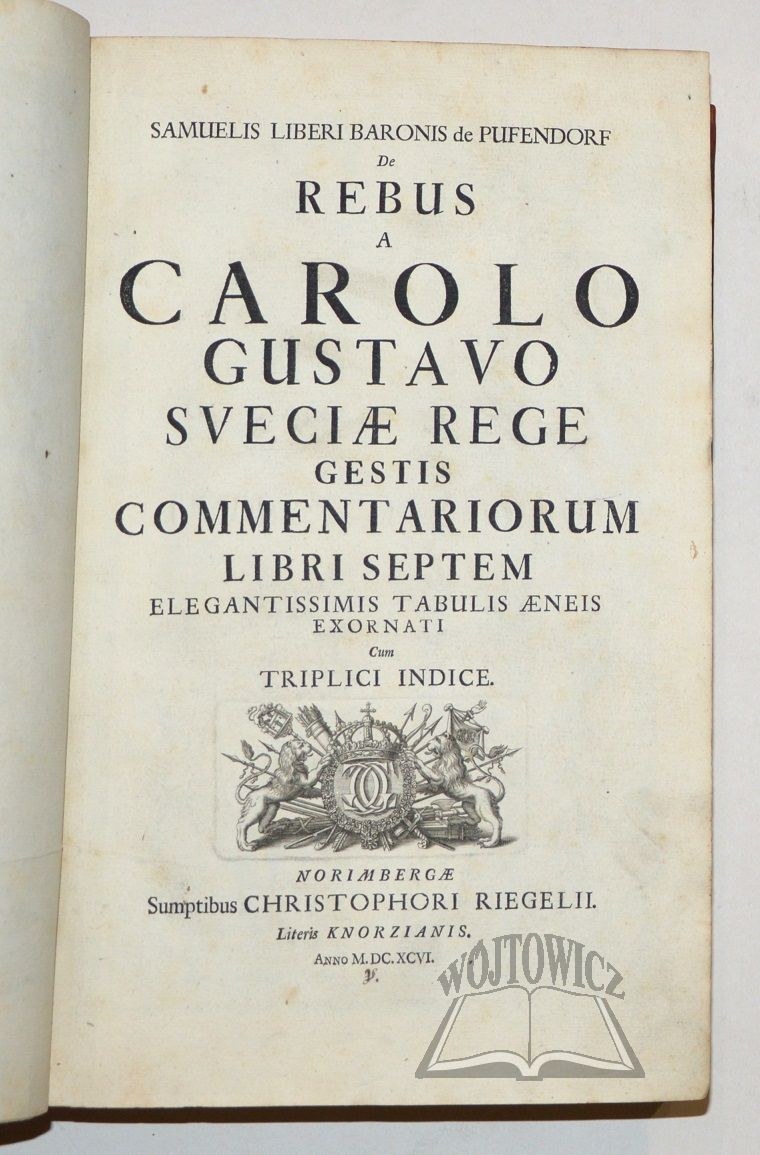 SAMUELIS LIBERI BARONIS de PUFENDORF
De
REBUS
A
CAROLO
GUSTAVO
SVECIÆ REGE
GESTIS
COMMENTARIORUM
LIBRI SEPTEM
ELEGANTISSIMIS TABULIS ÆNEIS
EXORNATI
Cum
TRIPLICI INDICE.
NORIMBERGÆ
Sumptibus CHRISTOPHORI RIEGELII.
Literis KNORZIANIS.
ANNO M. DC. XCVI.
WÓJTOWICZ